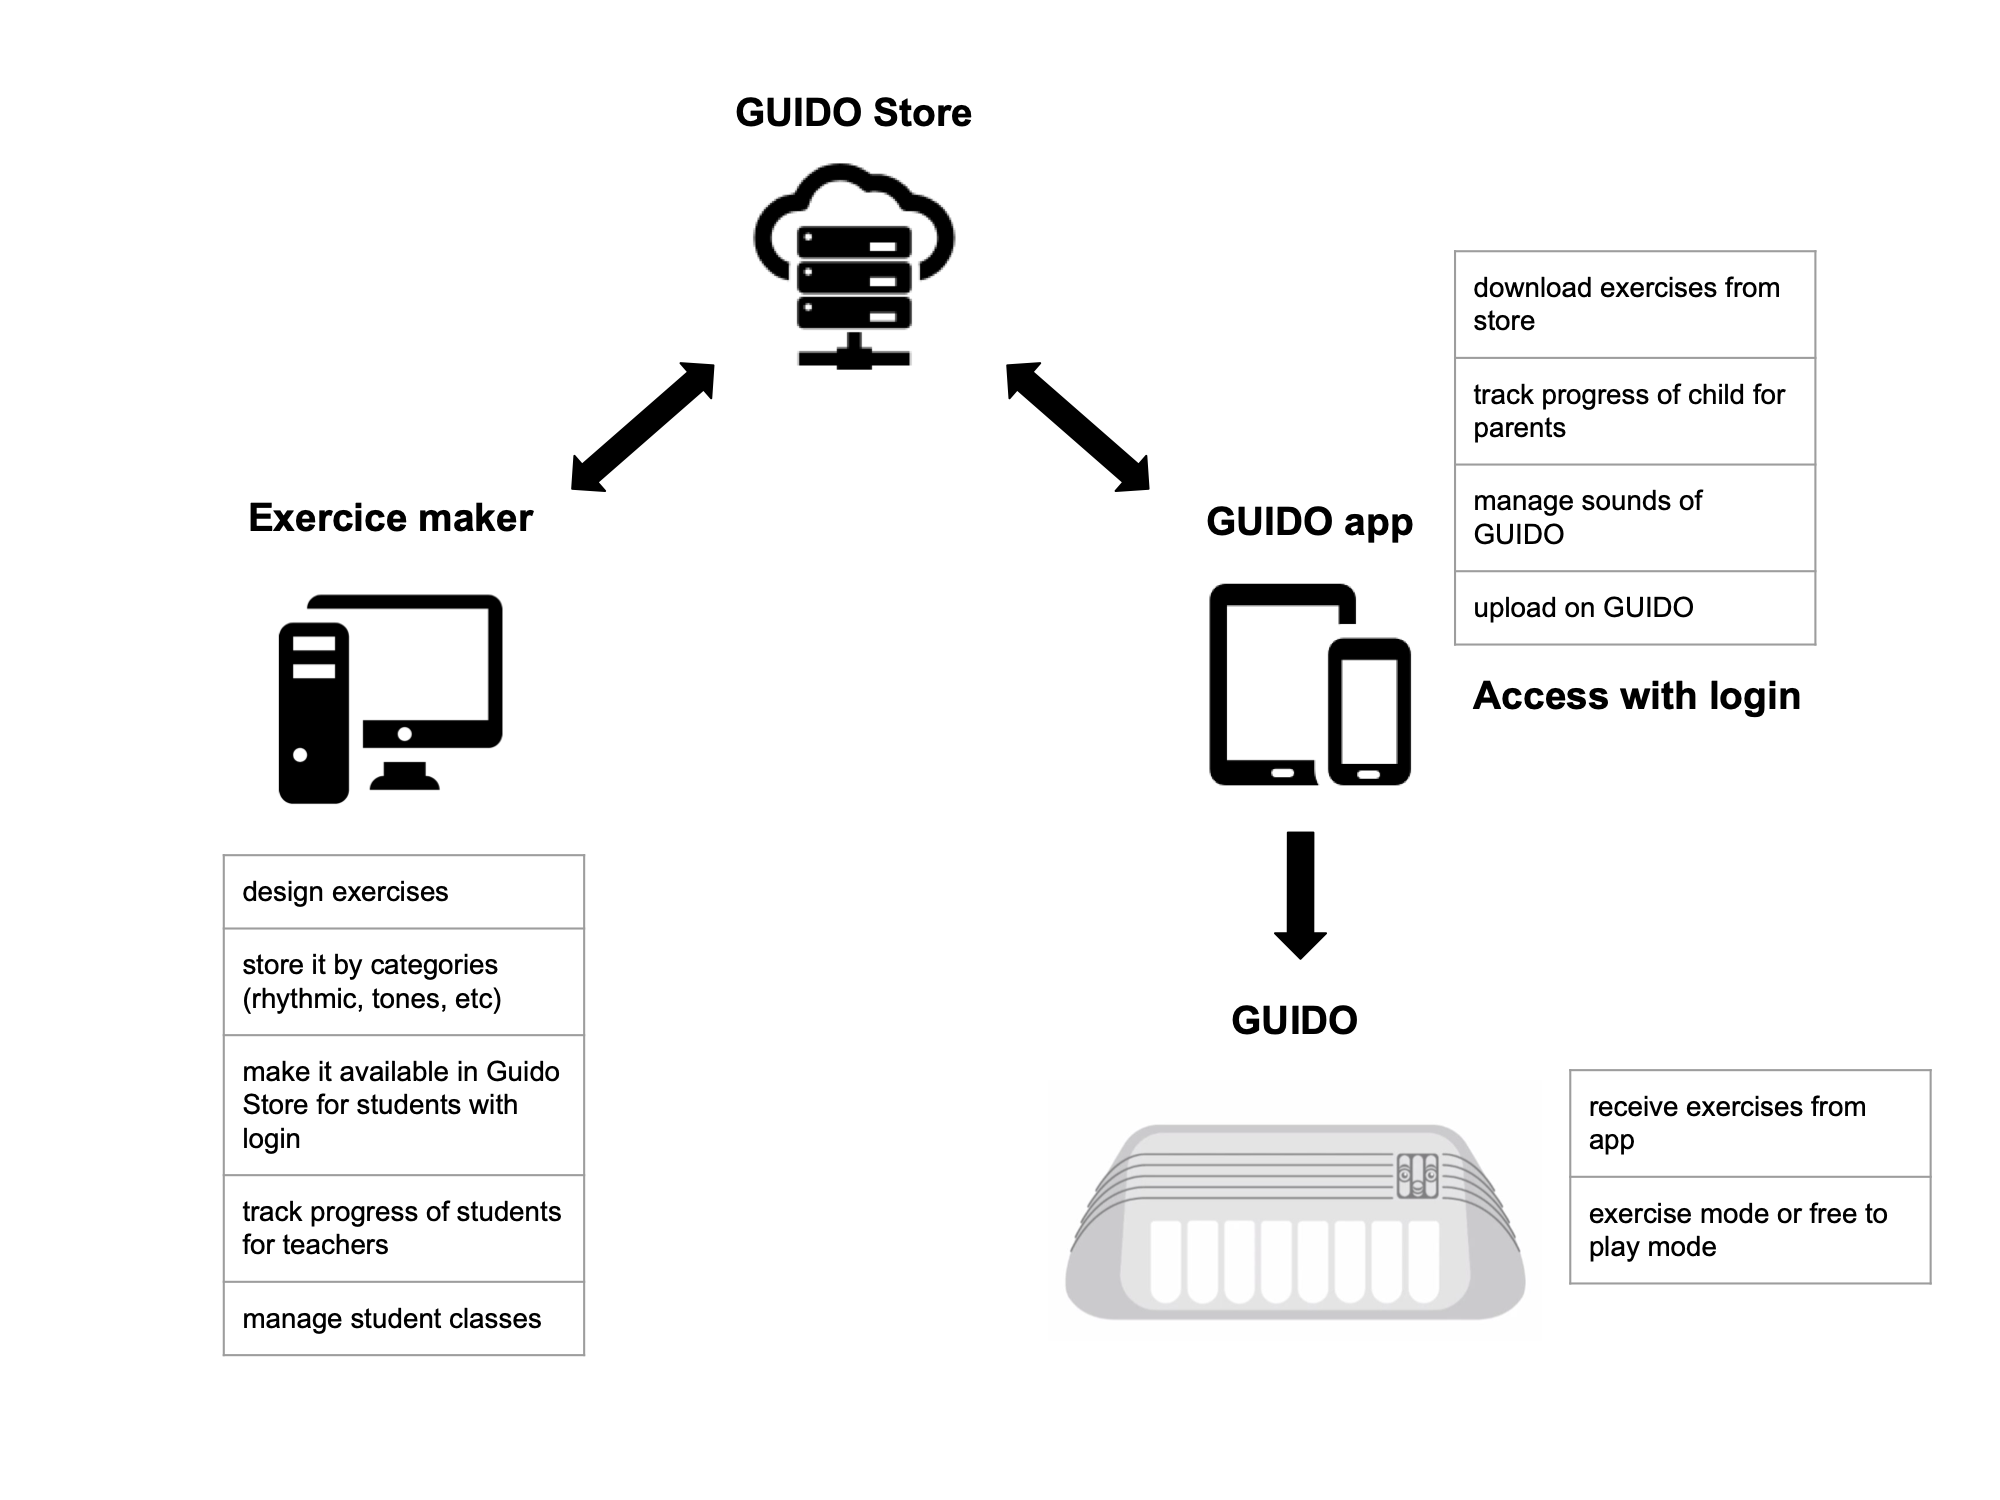 GUIDO Store
download exercises from
store
track progress of child for
parents
manage sounds of
GUIDO
upload on GUIDO
Exercice maker
GUIDO app
Access with login
design exercises
store it by categories
(rhythmic, tones, etc)
make it available in Guido
Store for students with
login
track progress of students
for teachers
manage student classes
GUIDO
receive exercises from
app
exercise mode or free to
play mode